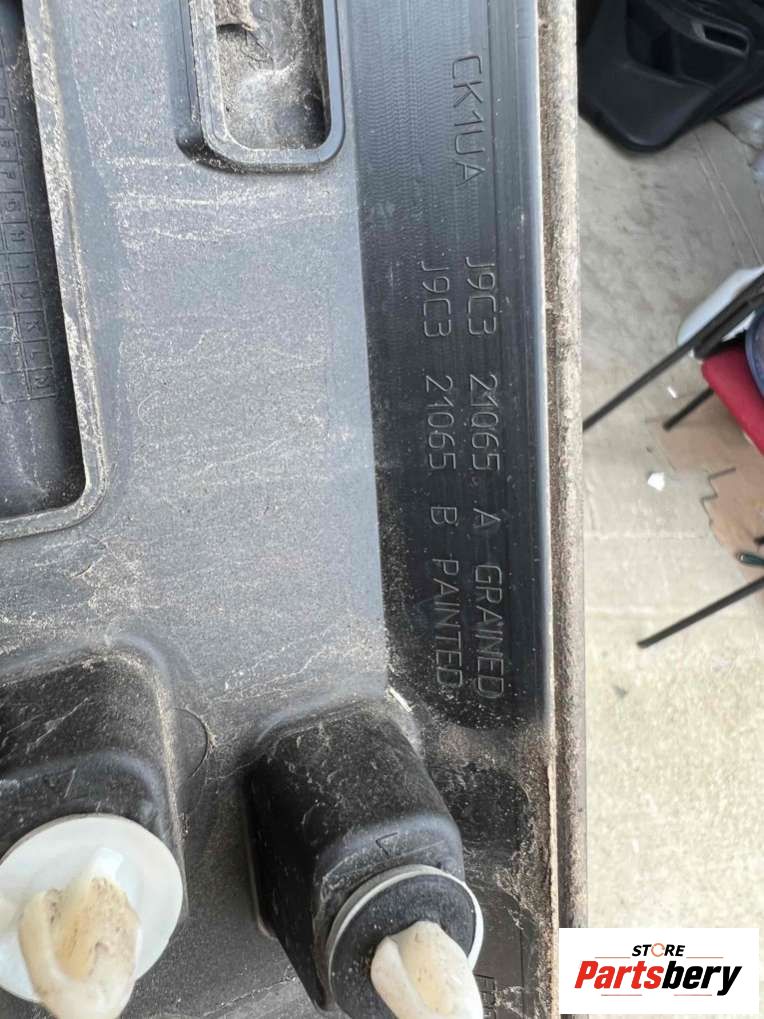 CK1UA
J9C3 21065 A GRAINED
J9C3 21065 B PAINTED
E F G H I J K L M
STORE
Partsbery